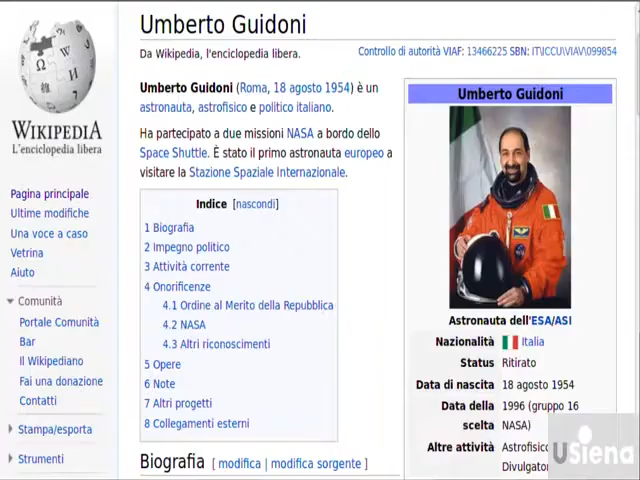 Umberto Guidoni
Da Wikipedia, l'enciclopedia libera.
Controllo di autorità VIAF: 13466225 SBN: IT\ICCU\VIAV\099854
WIKIPEDIA
L'enciclopedia libera
Pagina principale
Ultime modifiche
Una voce a caso
Vetrina
Aiuto
Comunità
Portale Comunità
Bar
Il Wikipediano
Fai una donazione
Contatti
Stampa/esporta
Strumenti
Umberto Guidoni (Roma, 18 agosto 1954) è un
astronauta, astrofisico e politico italiano.
Ha partecipato a due missioni NASA a bordo dello
Space Shuttle. È stato il primo astronauta europeo a
visitare la Stazione Spaziale Internazionale.
Indice [nascondi]
1 Biografia
2 Impegno politico
3 Attività corrente
4 Onorificenze
4.1 Ordine al Merito della Repubblica
4.2 NASA
4.3 Altri riconoscimenti
5 Opere
6 Note
7 Altri progetti
8 Collegamenti esterni
Biografia [ modifica | modifica sorgente ]
Umberto Guidoni
Astronauta dell'ESA/ASI
Nazionalità Italia
Status Ritirato
Data di nascita 18 agosto 1954
Data della 1996 (gruppo 16
scelta NASA)
Altre attività Astrofisico
Divulgator
USiena